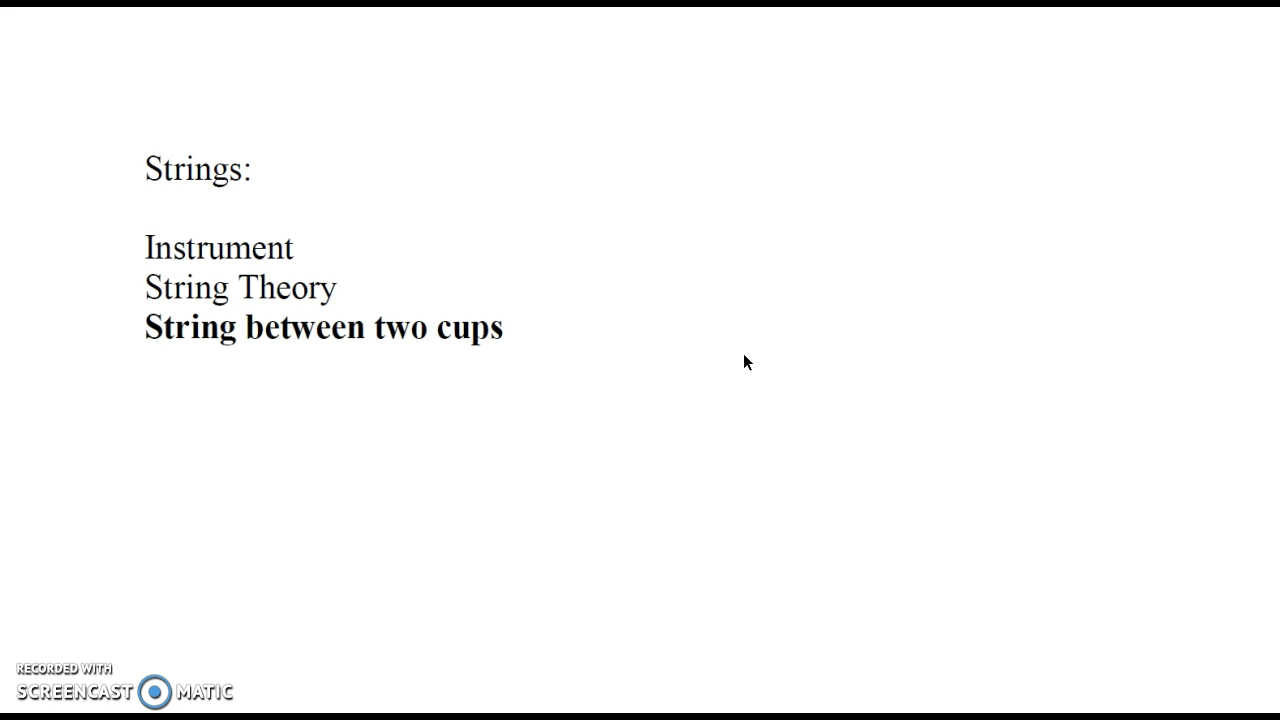 Strings:
Instrument
String Theory
String between two cups
RECORDED WITH
SCREENCAST MATIC